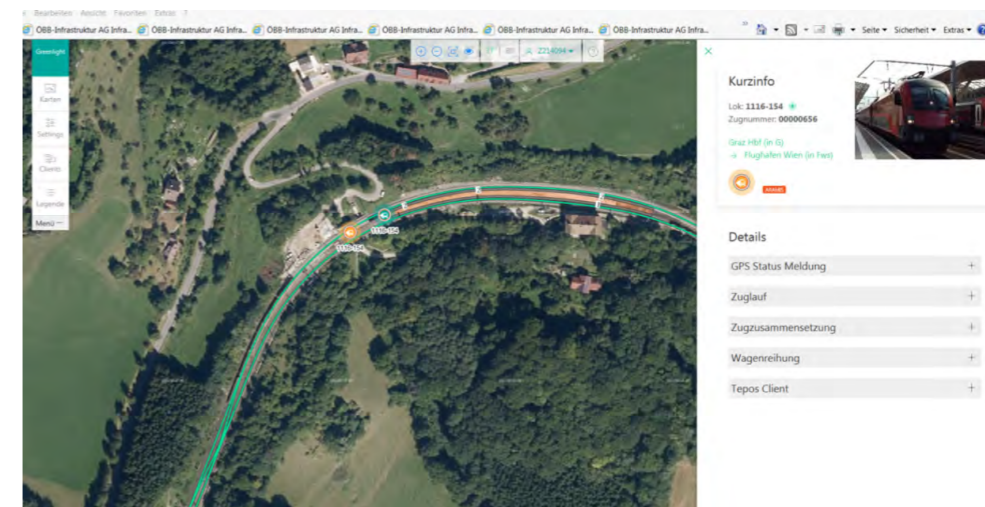 Bearbeiten Ansicht Favoriten Extras ?
ÖBB-Infrastruktur AG Infra... ÖBB-Infrastruktur AG Infra... ÖBB-Infrastruktur AG Infra... ÖBB-Infrastruktur AG Infra... ÖBB-Infrastruktur AG Infra... ÖBB-Infrastruktur AG Infra...
Seite Sicherheit Extras
Greenlight
Karten
Settings
Clients
Legende
Menü
Z214094
1116-154
1116-154
Kurzinfo
Lok: 1116-154
Zugnummer: 00000656
Graz Hbf (in G)
→ Flughafen Wien (in Fws)
Details
GPS Status Meldung +
Zuglauf +
Zugzusammensetzung +
Wagenreihung +
Tepos Client +